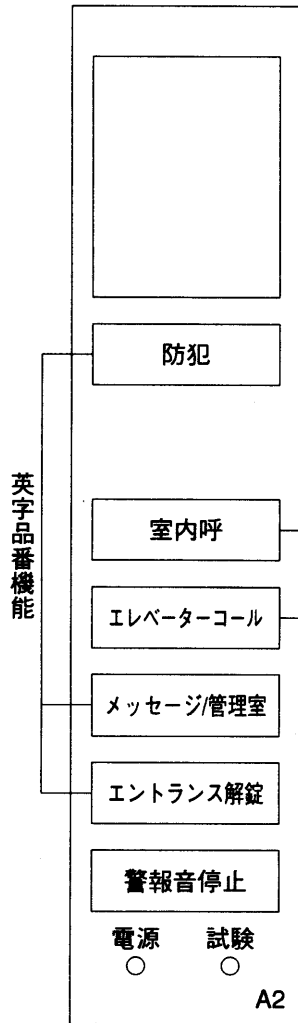 防犯
英字品番機能
室内呼
エレベーターコール
メッセージ/管理室
エントランス解錠
警報音停止
電源 試験
A2